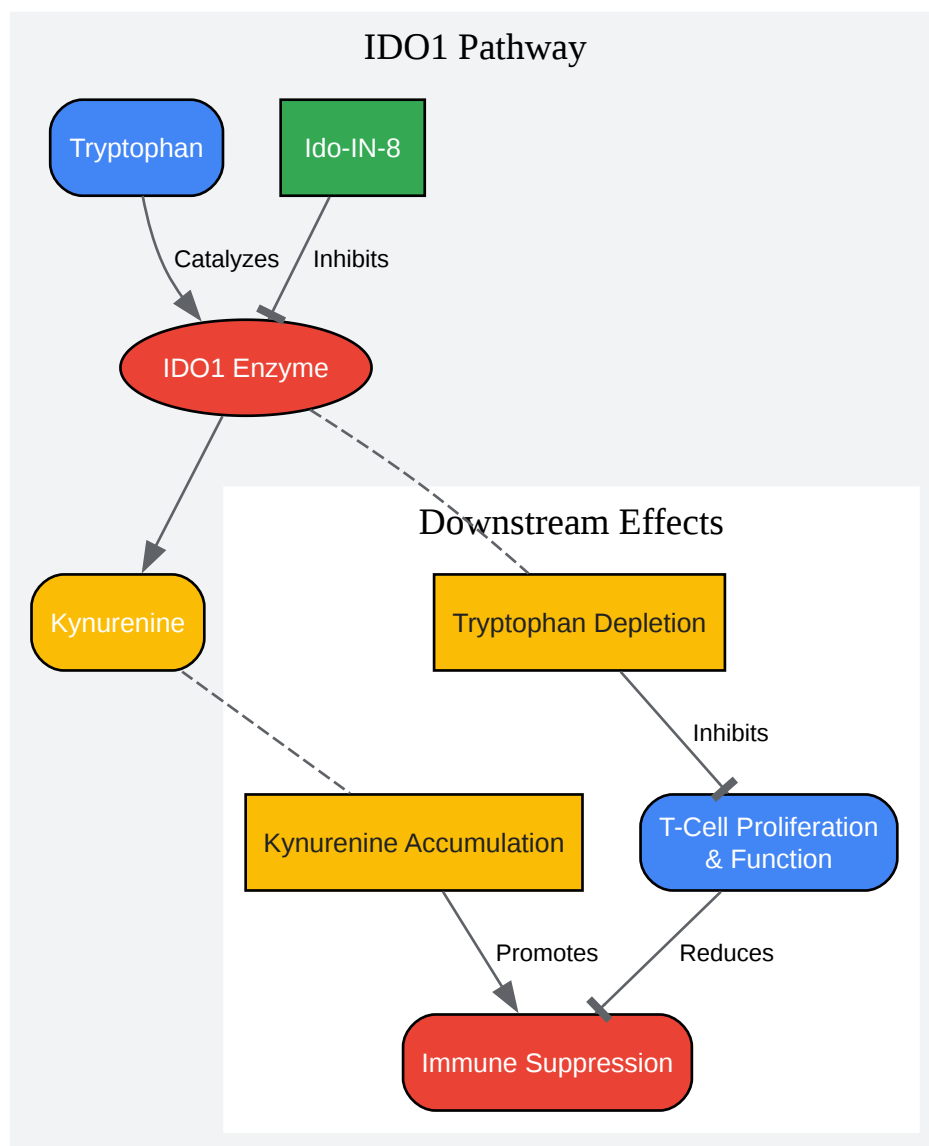 IDO1 Pathway
Tryptophan
Ido-IN-8
Catalyzes
Inhibits
IDO1 Enzyme
Downstream Effects
Kynurenine
Tryptophan Depletion
Inhibits
Kynurenine Accumulation
T-Cell Proliferation
& Function
Promotes
Reduces
Immune Suppression